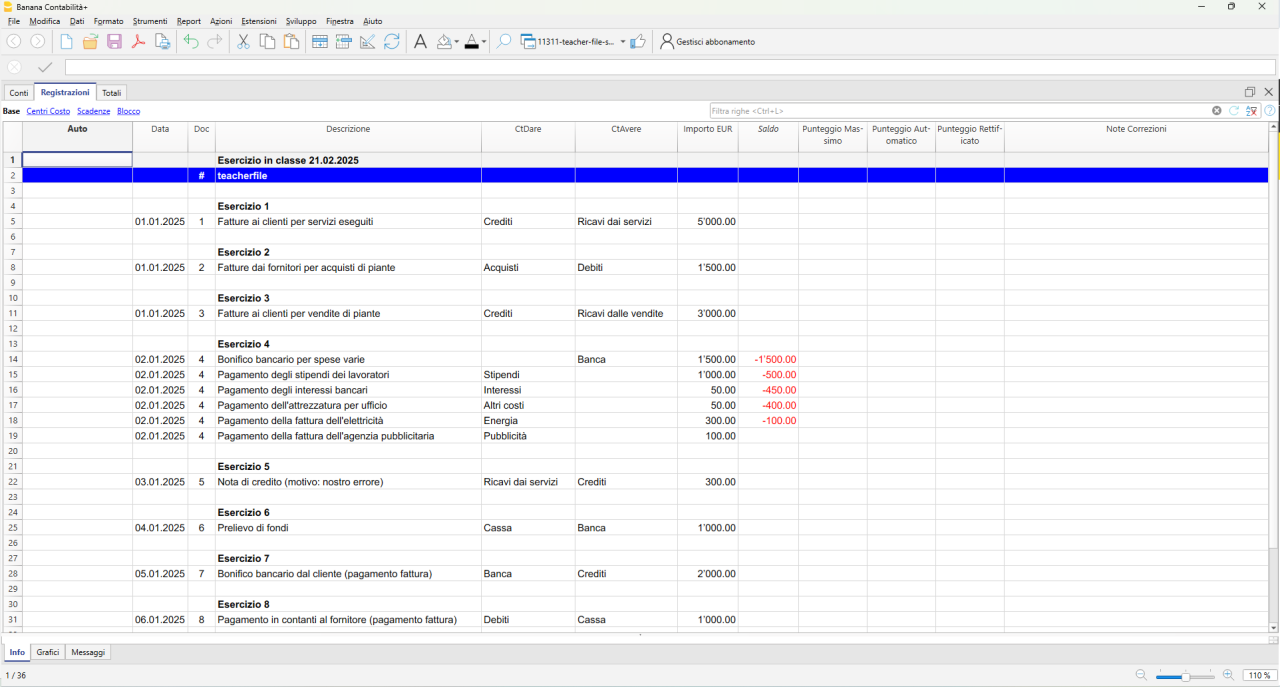 Banana Contabilità+
File Modifica Dati Formato Strumenti Report Azioni Estensioni Sviluppo Finestra Aiuto
11311-teacher-file-s... Gestisci abbonamento
Conti Registrazioni Totali
Base Centri Costo Scadenze Blocco Filtra righe <Ctrl+L>
Auto Data Doc Descrizione CtDare CtAvere Importo EUR Saldo Punteggio Mas- Punteggio Aut- Punteggio Rettif- Note Correzioni
simo omatico icato
1 Esercizio in classe 21.02.2025
2 # teacherfile
3
4 Esercizio 1
5 01.01.2025 1 Fatture ai clienti per servizi eseguiti Crediti Ricavi dai servizi 5'000.00
6
7 Esercizio 2
8 01.01.2025 2 Fatture dai fornitori per acquisti di piante Acquisti Debiti 1'500.00
9
10 Esercizio 3
11 01.01.2025 3 Fatture ai clienti per vendite di piante Crediti Ricavi dalle vendite 3'000.00
12
13 Esercizio 4
14 02.01.2025 4 Bonifico bancario per spese varie Banca 1'500.00 -1'500.00
15 02.01.2025 4 Pagamento degli stipendi dei lavoratori Stipendi 1'000.00 -500.00
16 02.01.2025 4 Pagamento degli interessi bancari Interessi 50.00 -450.00
17 02.01.2025 4 Pagamento dell'attrezzatura per ufficio Altri costi 50.00 -400.00
18 02.01.2025 4 Pagamento della fattura dell'elettricità Energia 300.00 -100.00
19 02.01.2025 4 Pagamento della fattura dell'agenzia pubblicitaria Pubblicità 100.00
20
21 Esercizio 5
22 03.01.2025 5 Nota di credito (motivo: nostro errore) Ricavi dai servizi Crediti 300.00
23
24 Esercizio 6
25 04.01.2025 6 Prelievo di fondi Cassa Banca 1'000.00
26
27 Esercizio 7
28 05.01.2025 7 Bonifico bancario dal cliente (pagamento fattura) Banca Crediti 2'000.00
29
30 Esercizio 8
31 06.01.2025 8 Pagamento in contanti al fornitore (pagamento fattura) Debiti Cassa 1'000.00
Info Grafici Messaggi
1 / 36 110 %